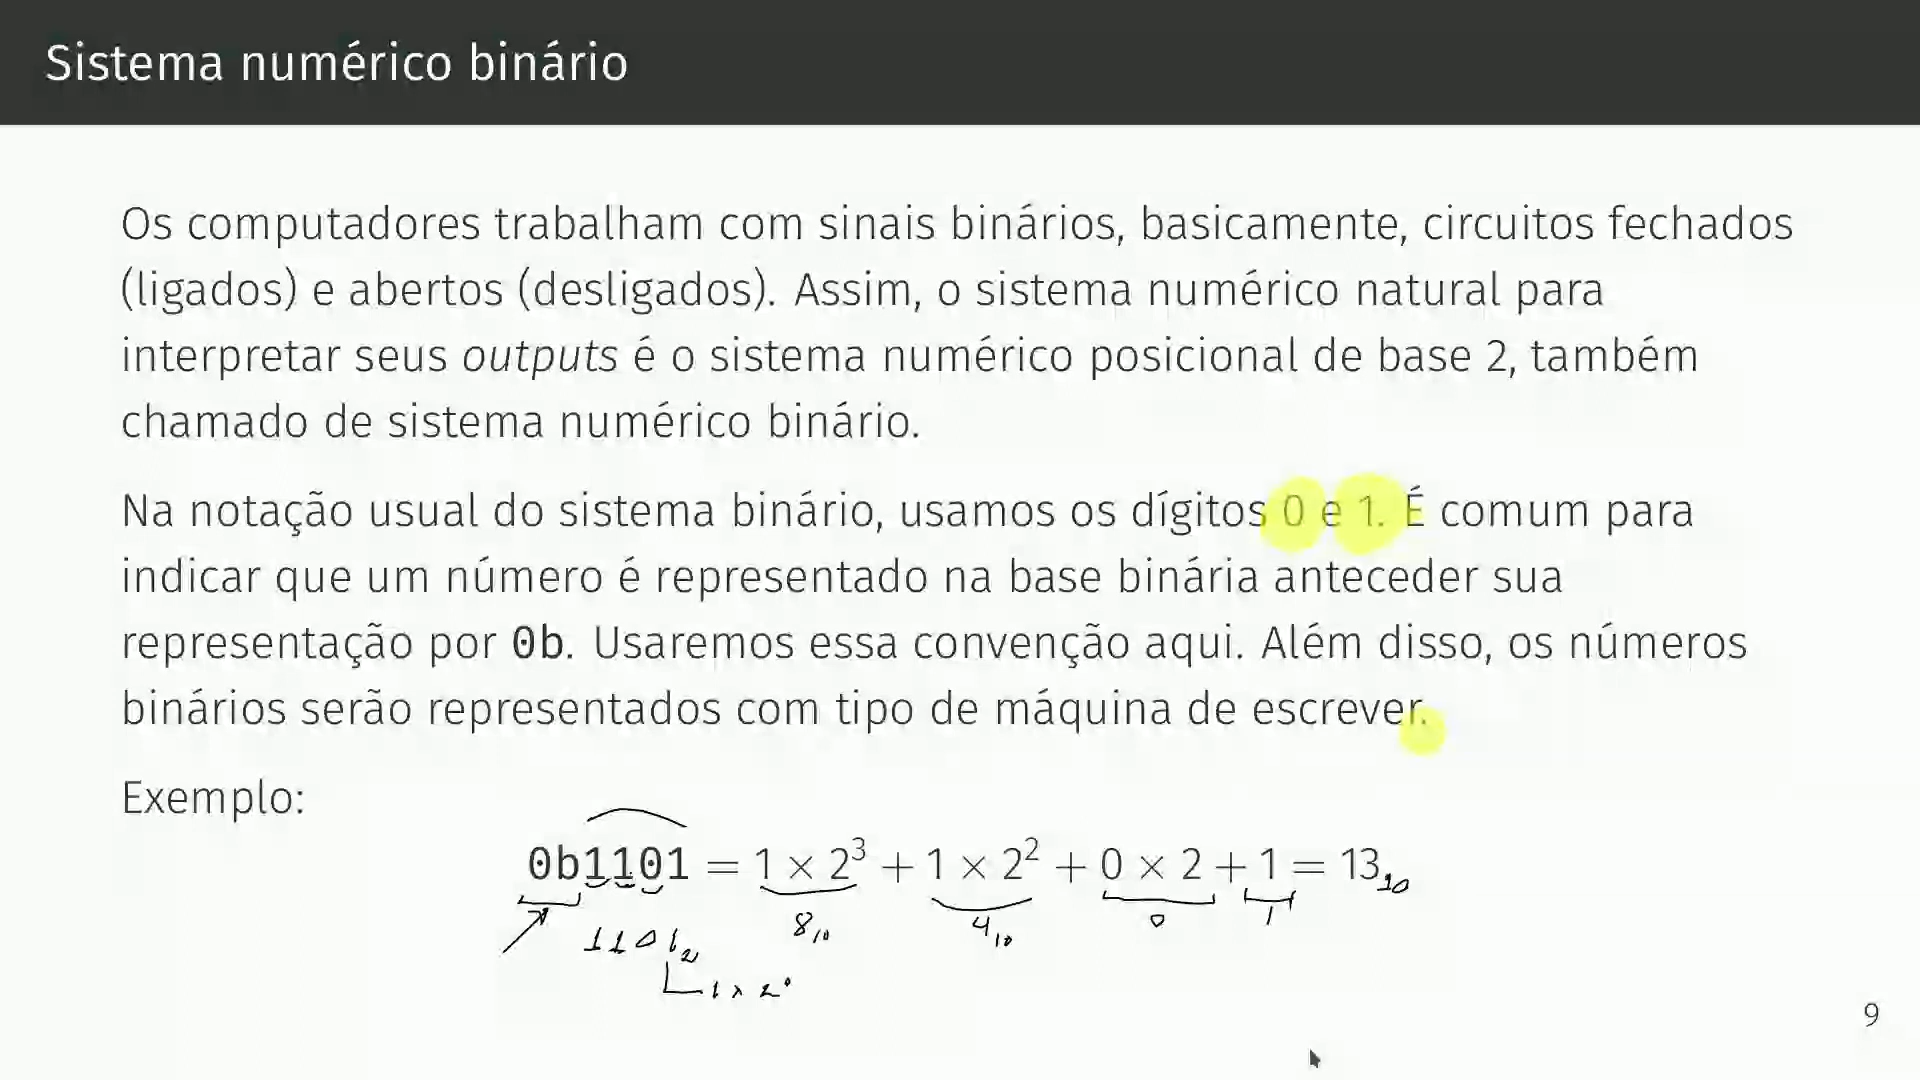 Sistema numérico binário
Os computadores trabalham com sinais binários, basicamente, circuitos fechados
(ligados) e abertos (desligados). Assim, o sistema numérico natural para
interpretar seus outputs é o sistema numérico posicional de base 2, também
chamado de sistema numérico binário.
Na notação usual do sistema binário, usamos os dígitos 0 e 1. É comum para
indicar que um número é representado na base binária anteceder sua
representação por 0b. Usaremos essa convenção aqui. Além disso, os números
binários serão representados com tipo de máquina de escrever.
Exemplo:
0b1101 = 1 × 2³ + 1 × 2² + 0 × 2 + 1 = 13₁₀
8₁₀ 4₁₀ 0 1
1101₂
1 × 2⁰
9